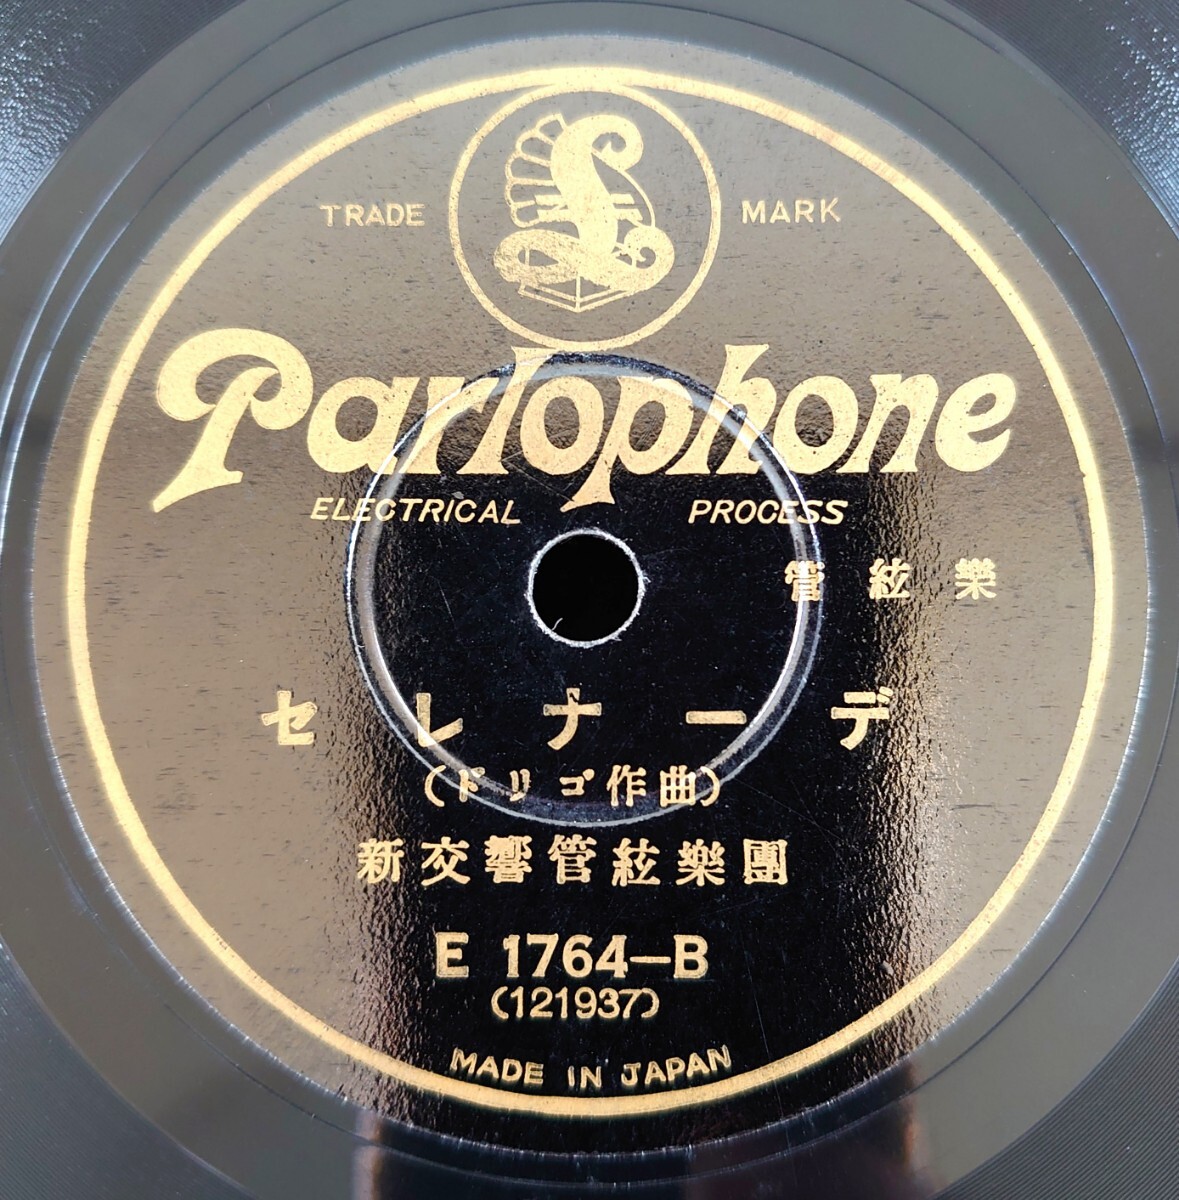 TRADE MARK
Parlophone
ELECTRICAL PROCESS
管絃樂
セレナーデ
(ドリゴ作曲)
新交響管絃樂團
E 1764-B
(121937)
MADE IN JAPAN